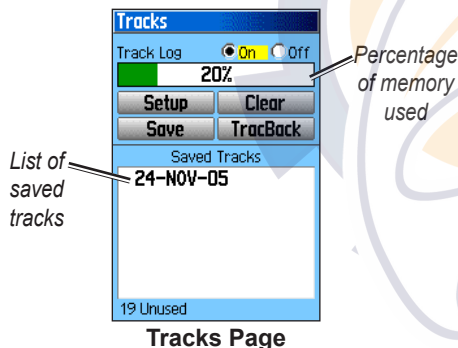 Tracks
Track Log On Off
20%
Setup Clear
Save TracBack
Saved Tracks
24-NOV-05
19 Unused
Percentage
of memory
used
List of
saved
tracks
Tracks Page